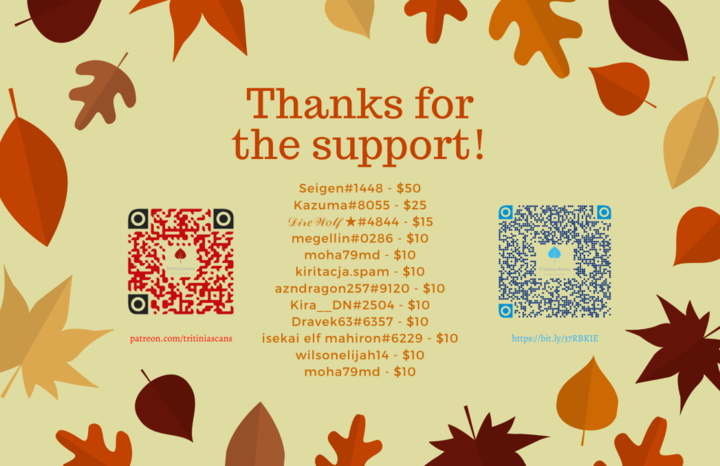 Thanks for
the support!
Seigen#1448 - $50
Kazuma#8055 - $25
𝒟𝒾𝓇𝑒𝒲𝑜𝓁𝒻 ★#4844 - $15
megellin#0286 - $10
moha79md - $10
kiritacja.spam - $10
azndragon257#9120 - $10
Kira__DN#2504 - $10
Dravek63#6357 - $10
isekai elf mahiron#6229 - $10
wilsonelijah14 - $10
moha79md - $10
patreon.com/tritiniascans
https://bit.ly/37RBKIE